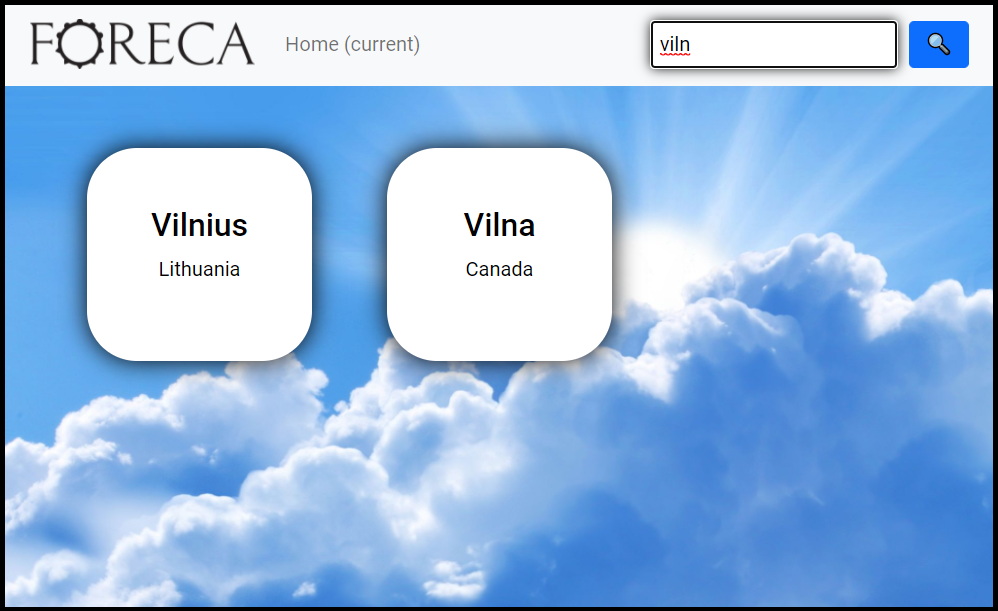 FORECA
Home (current)
viln
Vilnius
Lithuania
Vilna
Canada